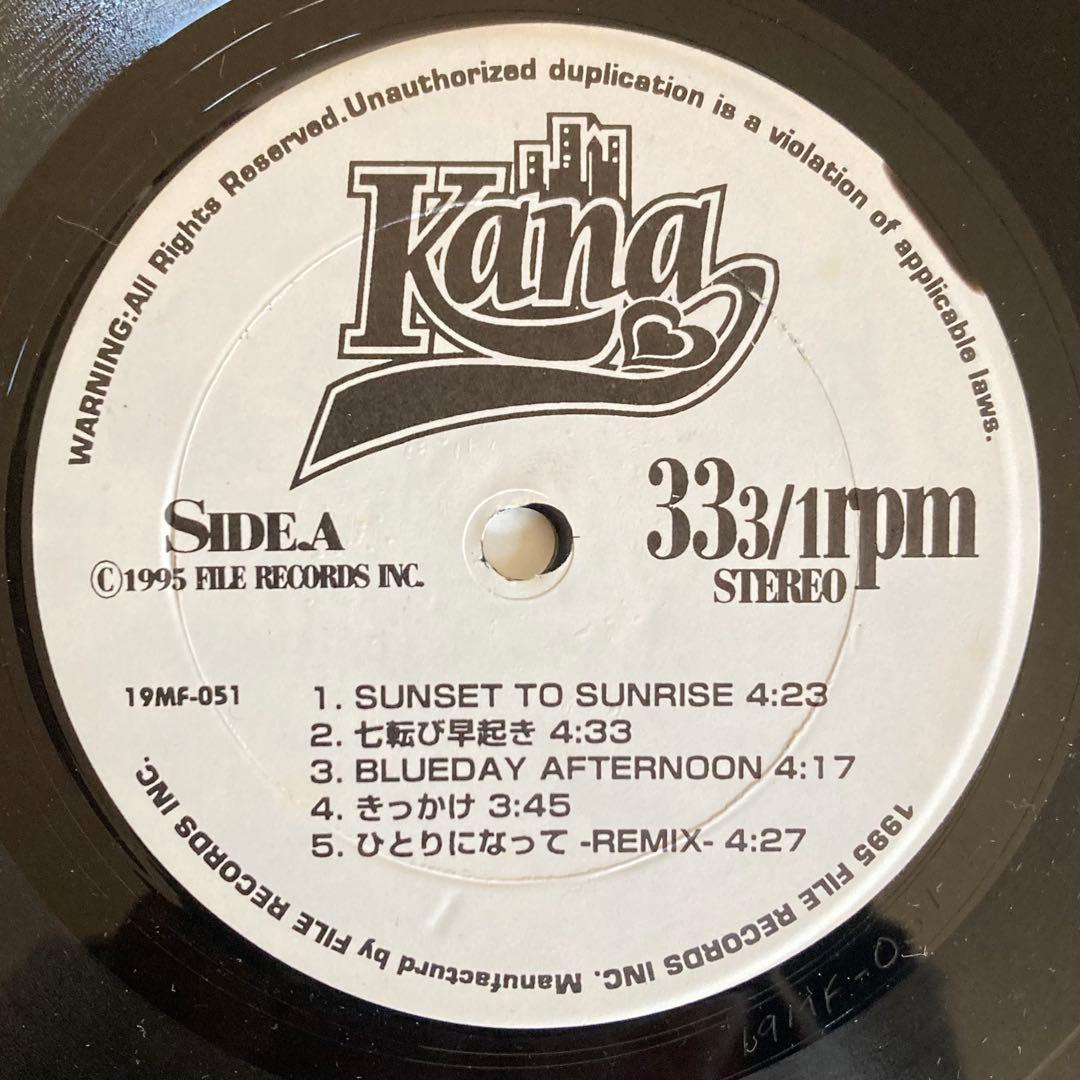 WARNING:All Rights Reserved.Unauthorized duplication is a violation of applicable laws.
Kana
SIDE.A
©1995 FILE RECORDS INC.
333/1rpm
STEREO
19MF-051
1. SUNSET TO SUNRISE 4:23
2. 七転び早起き 4:33
3. BLUEDAY AFTERNOON 4:17
4. きっかけ 3:45
5. ひとりになって -REMIX- 4:27
1995 FILE RECORDS INC. Manufacturd by FILE RECORDS INC.